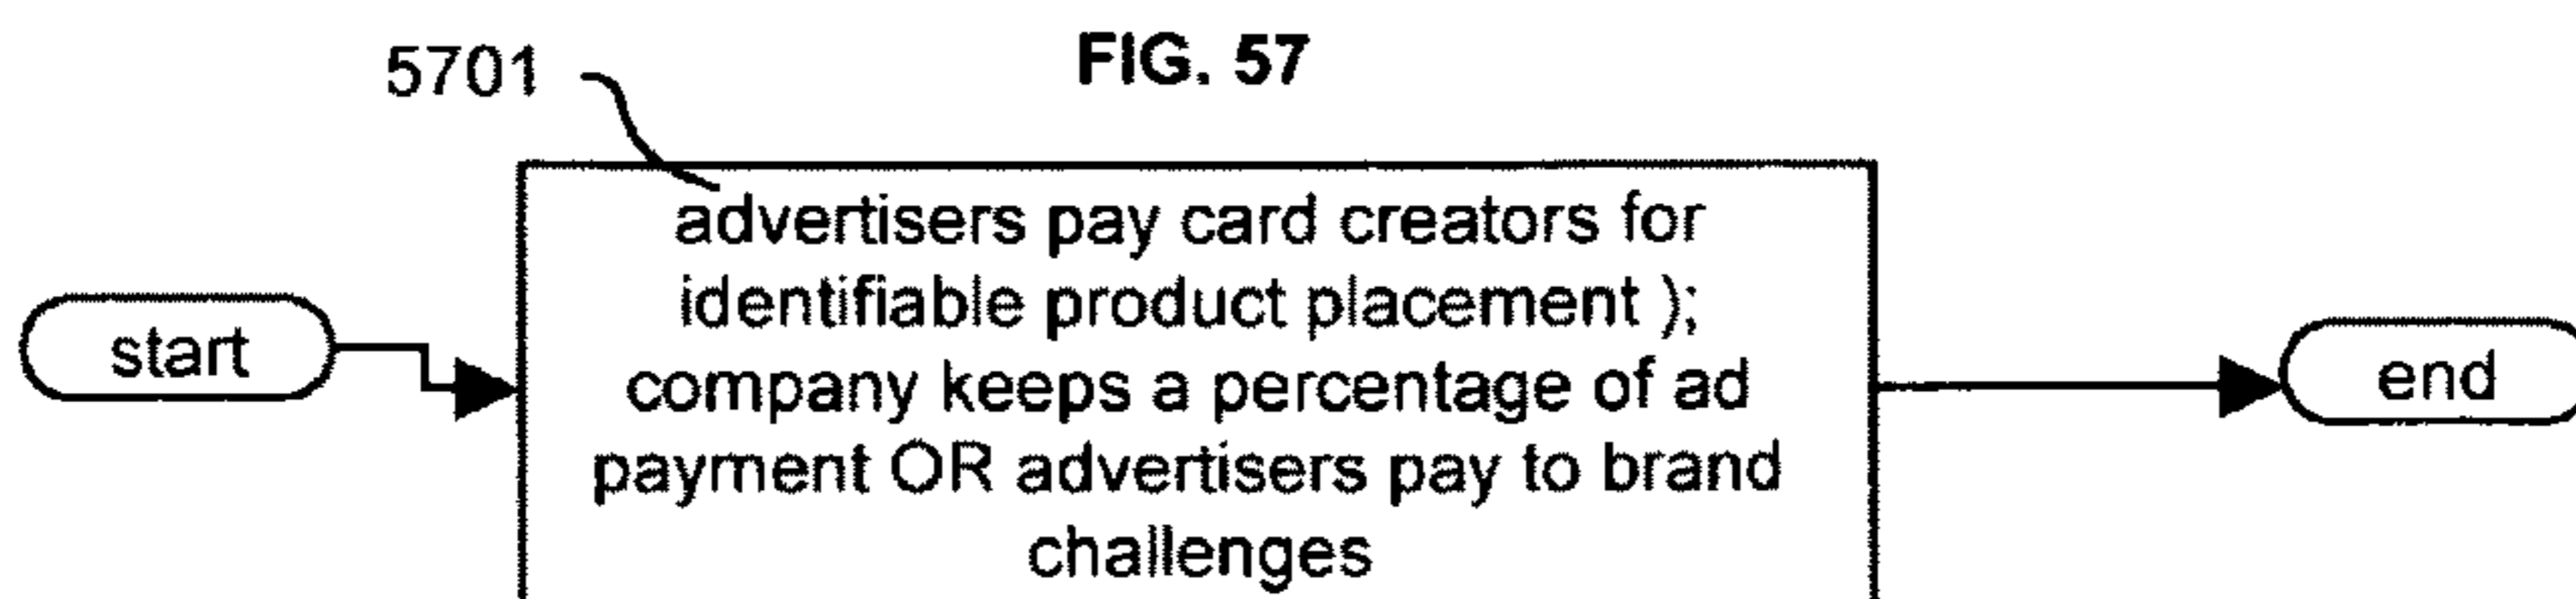 FIG. 57
5701
advertisers pay card creators for
identifiable product placement );
company keeps a percentage of ad
payment OR advertisers pay to brand
challenges
start
end